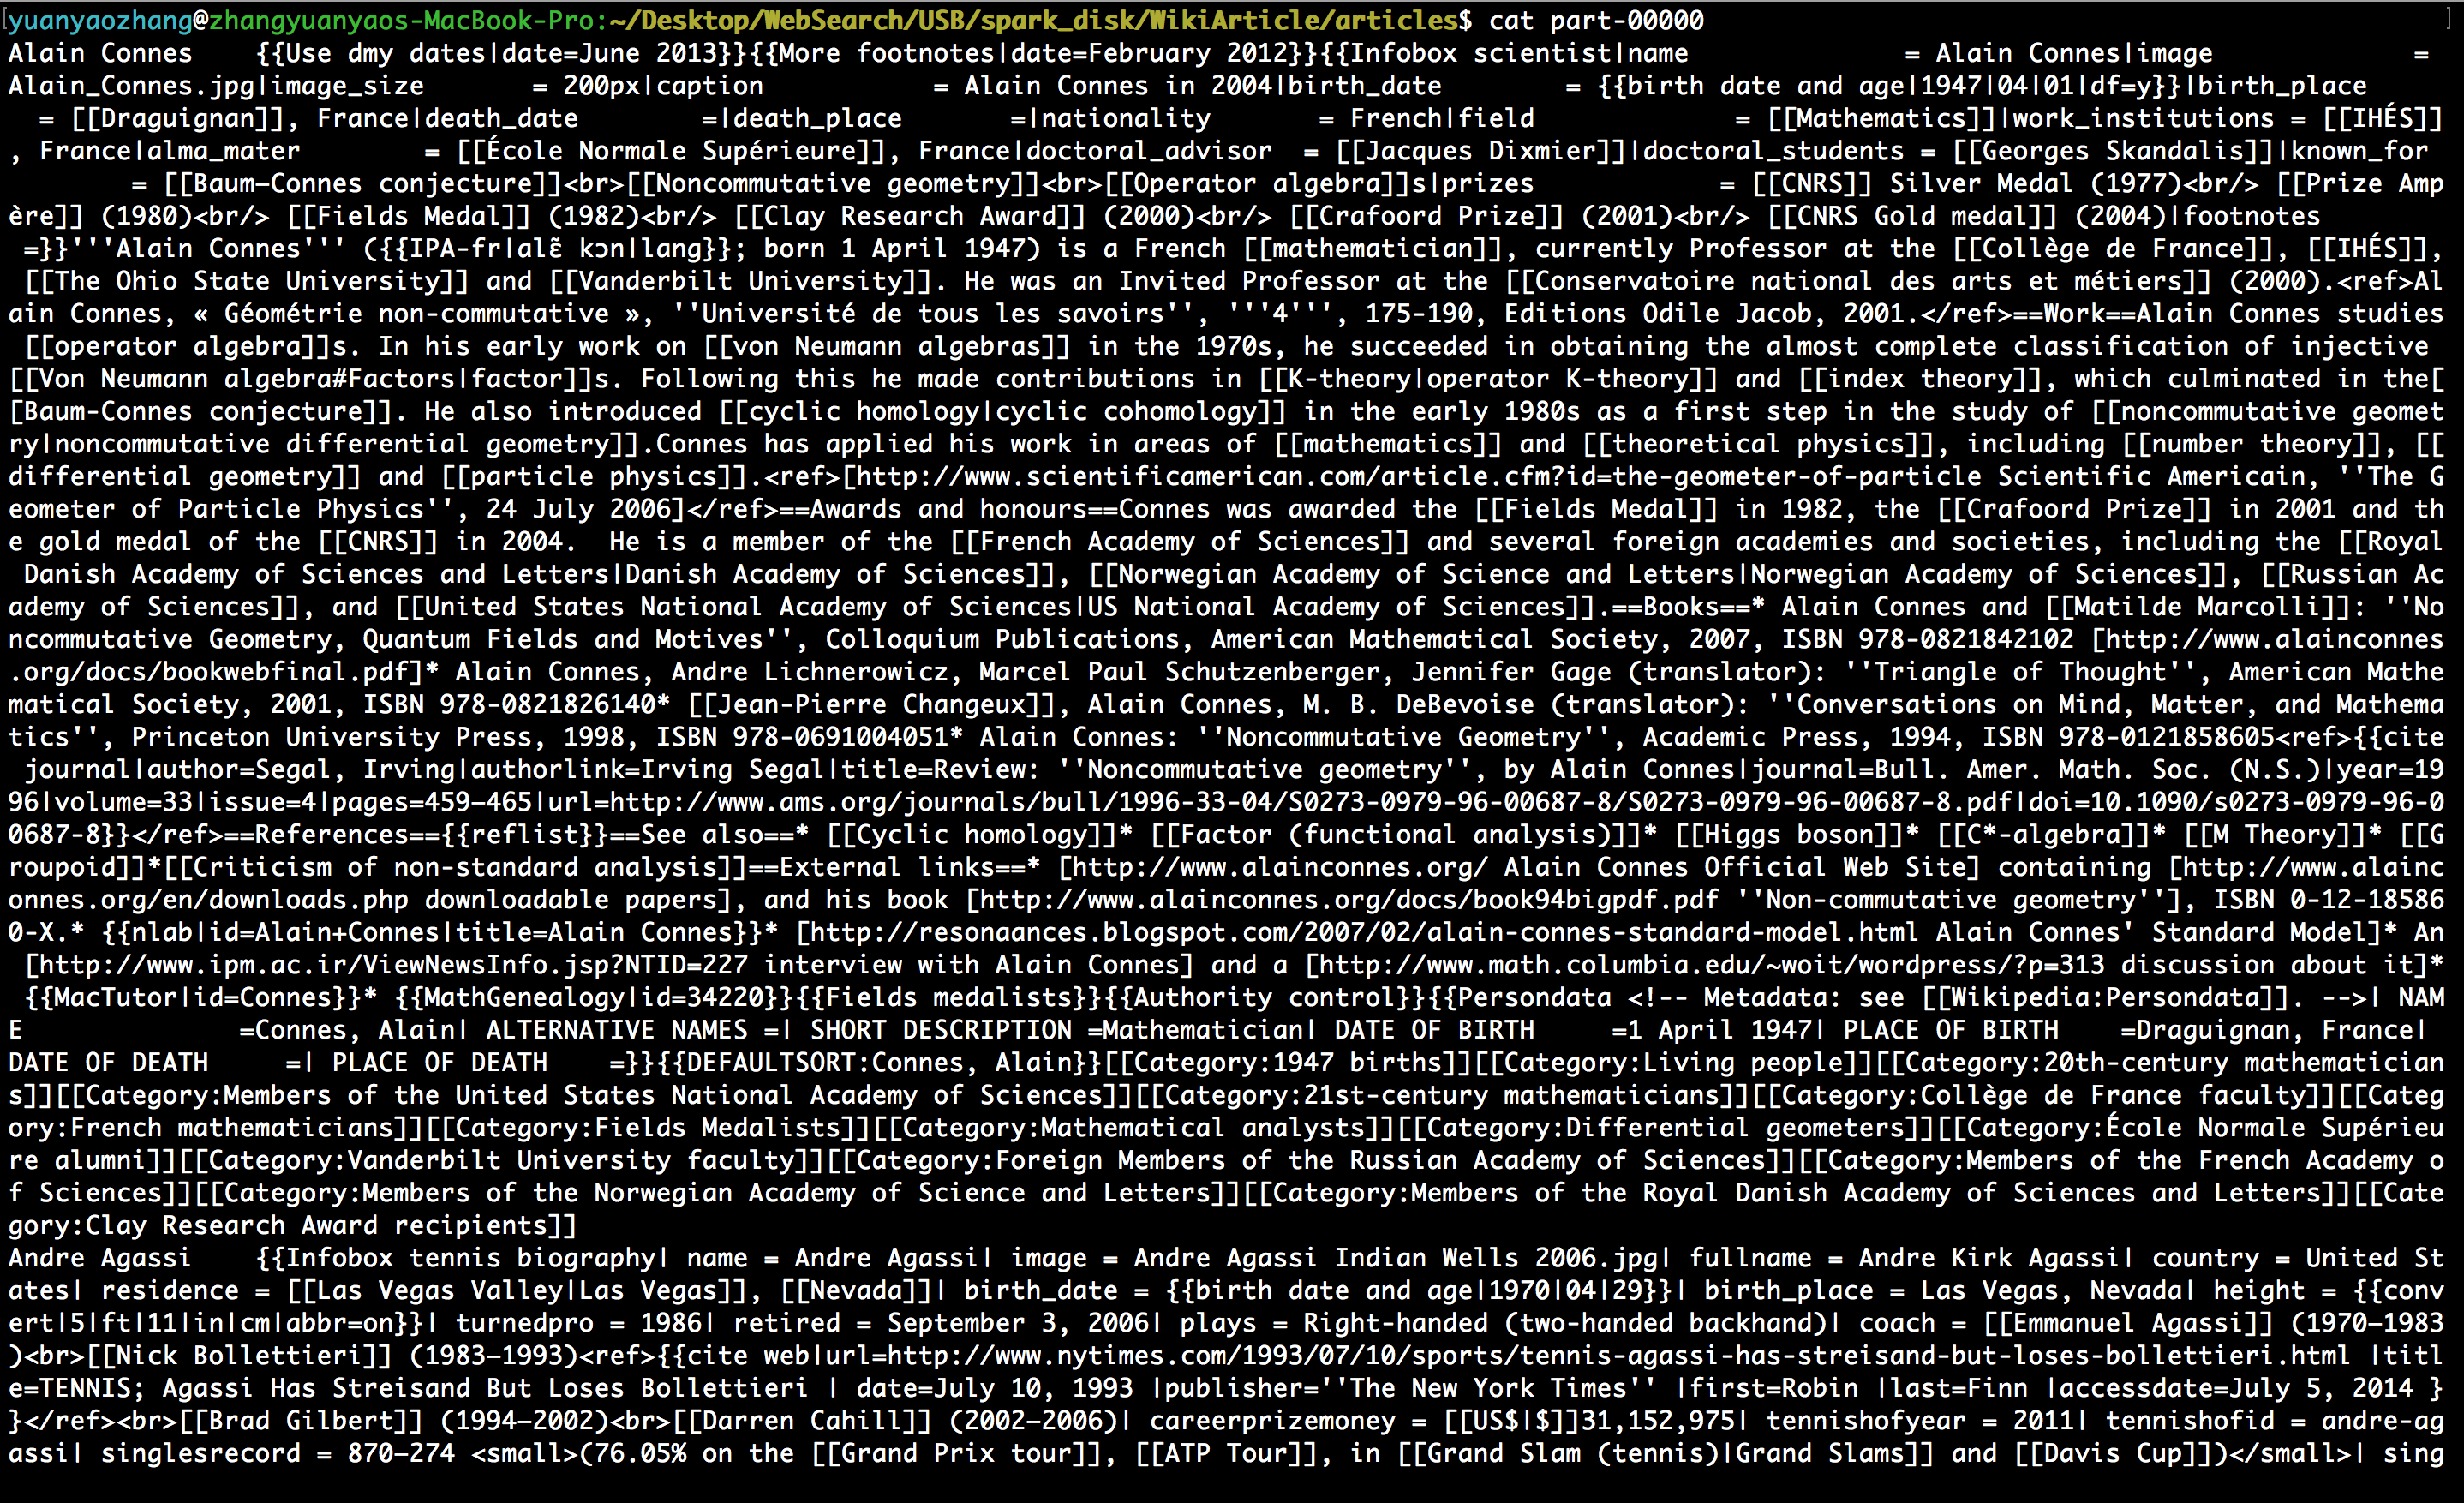 yuanyaozhang@zhangyuanyaos-MacBook-Pro:~/Desktop/WebSearch/USB/spark_disk/WikiArticle/articles$ cat part-00000
Alain Connes    {{Use dmy dates|date=June 2013}}{{More footnotes|date=February 2012}}{{Infobox scientist|name              = Alain Connes|image             =
Alain_Connes.jpg|image_size       = 200px|caption           = Alain Connes in 2004|birth_date        = {{birth date and age|1947|04|01|df=y}}|birth_place
  = [[Draguignan]], France|death_date        =|death_place       =|nationality       = French|field             = [[Mathematics]]|work_institutions = [[IHÉS]]
, France|alma_mater        = [[École Normale Supérieure]], France|doctoral_advisor  = [[Jacques Dixmier]]|doctoral_students = [[Georges Skandalis]]|known_for
        = [[Baum–Connes conjecture]]<br>[[Noncommutative geometry]]<br>[[Operator algebra]]s|prizes            = [[CNRS]] Silver Medal (1977)<br/> [[Prize Amp
ère]] (1980)<br/> [[Fields Medal]] (1982)<br/> [[Clay Research Award]] (2000)<br/> [[Crafoord Prize]] (2001)<br/> [[CNRS Gold medal]] (2004)|footnotes
 =}}'''Alain Connes''' ({{IPA-fr|alɛ̃ kɔn|lang}}; born 1 April 1947) is a French [[mathematician]], currently Professor at the [[Collège de France]], [[IHÉS]],
 [[The Ohio State University]] and [[Vanderbilt University]]. He was an Invited Professor at the [[Conservatoire national des arts et métiers]] (2000).<ref>Al
ain Connes, « Géométrie non-commutative », ''Université de tous les savoirs'', '''4''', 175-190, Editions Odile Jacob, 2001.</ref>==Work==Alain Connes studies
 [[operator algebra]]s. In his early work on [[von Neumann algebras]] in the 1970s, he succeeded in obtaining the almost complete classification of injective
[[Von Neumann algebra#Factors|factor]]s. Following this he made contributions in [[K-theory|operator K-theory]] and [[index theory]], which culminated in the[
[Baum-Connes conjecture]]. He also introduced [[cyclic homology|cyclic cohomology]] in the early 1980s as a first step in the study of [[noncommutative geomet
ry|noncommutative differential geometry]].Connes has applied his work in areas of [[mathematics]] and [[theoretical physics]], including [[number theory]], [[
differential geometry]] and [[particle physics]].<ref>[http://www.scientificamerican.com/article.cfm?id=the-geometer-of-particle Scientific Americain, ''The G
eometer of Particle Physics'', 24 July 2006]</ref>==Awards and honours==Connes was awarded the [[Fields Medal]] in 1982, the [[Crafoord Prize]] in 2001 and th
e gold medal of the [[CNRS]] in 2004.  He is a member of the [[French Academy of Sciences]] and several foreign academies and societies, including the [[Royal
 Danish Academy of Sciences and Letters|Danish Academy of Sciences]], [[Norwegian Academy of Science and Letters|Norwegian Academy of Sciences]], [[Russian Ac
ademy of Sciences]], and [[United States National Academy of Sciences|US National Academy of Sciences]].==Books==* Alain Connes and [[Matilde Marcolli]]: ''No
ncommutative Geometry, Quantum Fields and Motives'', Colloquium Publications, American Mathematical Society, 2007, ISBN 978-0821842102 [http://www.alainconnes
.org/docs/bookwebfinal.pdf]* Alain Connes, Andre Lichnerowicz, Marcel Paul Schutzenberger, Jennifer Gage (translator): ''Triangle of Thought'', American Mathe
matical Society, 2001, ISBN 978-0821826140* [[Jean-Pierre Changeux]], Alain Connes, M. B. DeBevoise (translator): ''Conversations on Mind, Matter, and Mathema
tics'', Princeton University Press, 1998, ISBN 978-0691004051* Alain Connes: ''Noncommutative Geometry'', Academic Press, 1994, ISBN 978-0121858605<ref>{{cite
 journal|author=Segal, Irving|authorlink=Irving Segal|title=Review: ''Noncommutative geometry'', by Alain Connes|journal=Bull. Amer. Math. Soc. (N.S.)|year=19
96|volume=33|issue=4|pages=459–465|url=http://www.ams.org/journals/bull/1996-33-04/S0273-0979-96-00687-8/S0273-0979-96-00687-8.pdf|doi=10.1090/s0273-0979-96-0
0687-8}}</ref>==References=={{reflist}}==See also==* [[Cyclic homology]]* [[Factor (functional analysis)]]* [[Higgs boson]]* [[C*-algebra]]* [[M Theory]]* [[G
roupoid]]*[[Criticism of non-standard analysis]]==External links==* [http://www.alainconnes.org/ Alain Connes Official Web Site] containing [http://www.alainc
onnes.org/en/downloads.php downloadable papers], and his book [http://www.alainconnes.org/docs/book94bigpdf.pdf ''Non-commutative geometry''], ISBN 0-12-18586
0-X.* {{nlab|id=Alain+Connes|title=Alain Connes}}* [http://resonaances.blogspot.com/2007/02/alain-connes-standard-model.html Alain Connes' Standard Model]* An
 [http://www.ipm.ac.ir/ViewNewsInfo.jsp?NTID=227 interview with Alain Connes] and a [http://www.math.columbia.edu/~woit/wordpress/?p=313 discussion about it]*
 {{MacTutor|id=Connes}}* {{MathGenealogy|id=34220}}{{Fields medalists}}{{Authority control}}{{Persondata <!-- Metadata: see [[Wikipedia:Persondata]]. -->| NAM
E              =Connes, Alain| ALTERNATIVE NAMES =| SHORT DESCRIPTION =Mathematician| DATE OF BIRTH     =1 April 1947| PLACE OF BIRTH    =Draguignan, France|
DATE OF DEATH     =| PLACE OF DEATH    =}}{{DEFAULTSORT:Connes, Alain}}[[Category:1947 births]][[Category:Living people]][[Category:20th-century mathematician
s]][[Category:Members of the United States National Academy of Sciences]][[Category:21st-century mathematicians]][[Category:Collège de France faculty]][[Categ
ory:French mathematicians]][[Category:Fields Medalists]][[Category:Mathematical analysts]][[Category:Differential geometers]][[Category:École Normale Supérieu
re alumni]][[Category:Vanderbilt University faculty]][[Category:Foreign Members of the Russian Academy of Sciences]][[Category:Members of the French Academy o
f Sciences]][[Category:Members of the Norwegian Academy of Science and Letters]][[Category:Members of the Royal Danish Academy of Sciences and Letters]][[Cate
gory:Clay Research Award recipients]]
Andre Agassi    {{Infobox tennis biography| name = Andre Agassi| image = Andre Agassi Indian Wells 2006.jpg| fullname = Andre Kirk Agassi| country = United St
ates| residence = [[Las Vegas Valley|Las Vegas]], [[Nevada]]| birth_date = {{birth date and age|1970|04|29}}| birth_place = Las Vegas, Nevada| height = {{conv
ert|5|ft|11|in|cm|abbr=on}}| turnedpro = 1986| retired = September 3, 2006| plays = Right-handed (two-handed backhand)| coach = [[Emmanuel Agassi]] (1970–1983
)<br>[[Nick Bollettieri]] (1983–1993)<ref>{{cite web|url=http://www.nytimes.com/1993/07/10/sports/tennis-agassi-has-streisand-but-loses-bollettieri.html |titl
e=TENNIS; Agassi Has Streisand But Loses Bollettieri | date=July 10, 1993 |publisher=''The New York Times'' |first=Robin |last=Finn |accessdate=July 5, 2014 }
}</ref><br>[[Brad Gilbert]] (1994–2002)<br>[[Darren Cahill]] (2002–2006)| careerprizemoney = [[US$|$]]31,152,975| tennishofyear = 2011| tennishofid = andre-ag
assi| singlesrecord = 870–274 <small>(76.05% on the [[Grand Prix tour]], [[ATP Tour]], in [[Grand Slam (tennis)|Grand Slams]] and [[Davis Cup]])</small>| sing